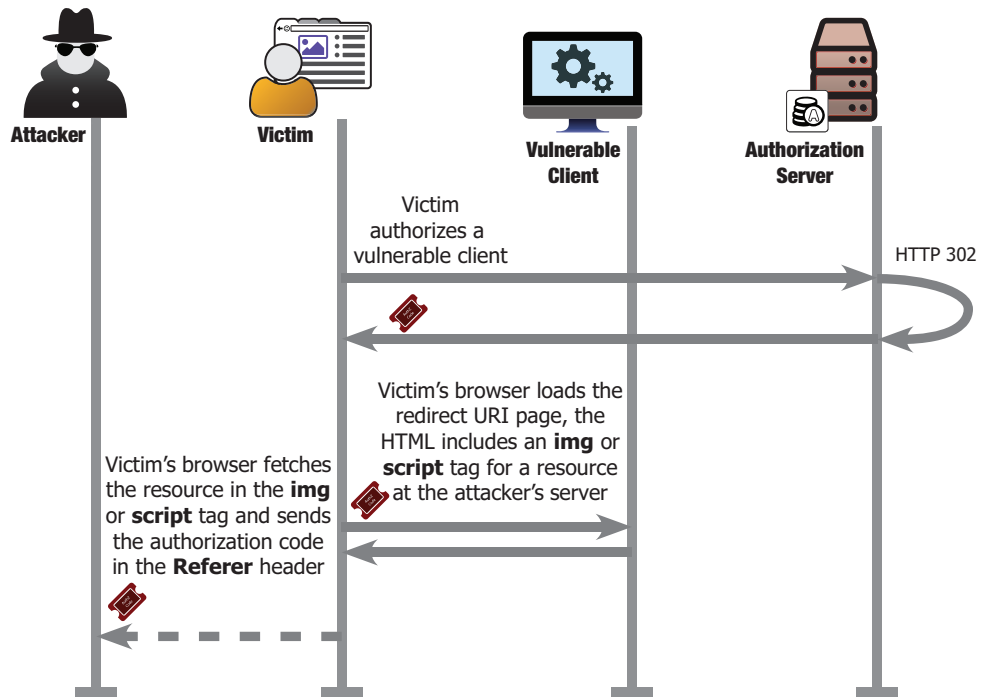 Attacker
Victim
Vulnerable
Client
Authorization
Server
Victim
authorizes a
vulnerable client
HTTP 302
Victim’s browser loads the
redirect URI page, the
HTML includes an img or
script tag for a resource
at the attacker’s server
Victim’s browser fetches
the resource in the img
or script tag and sends
the authorization code
in the Referer header